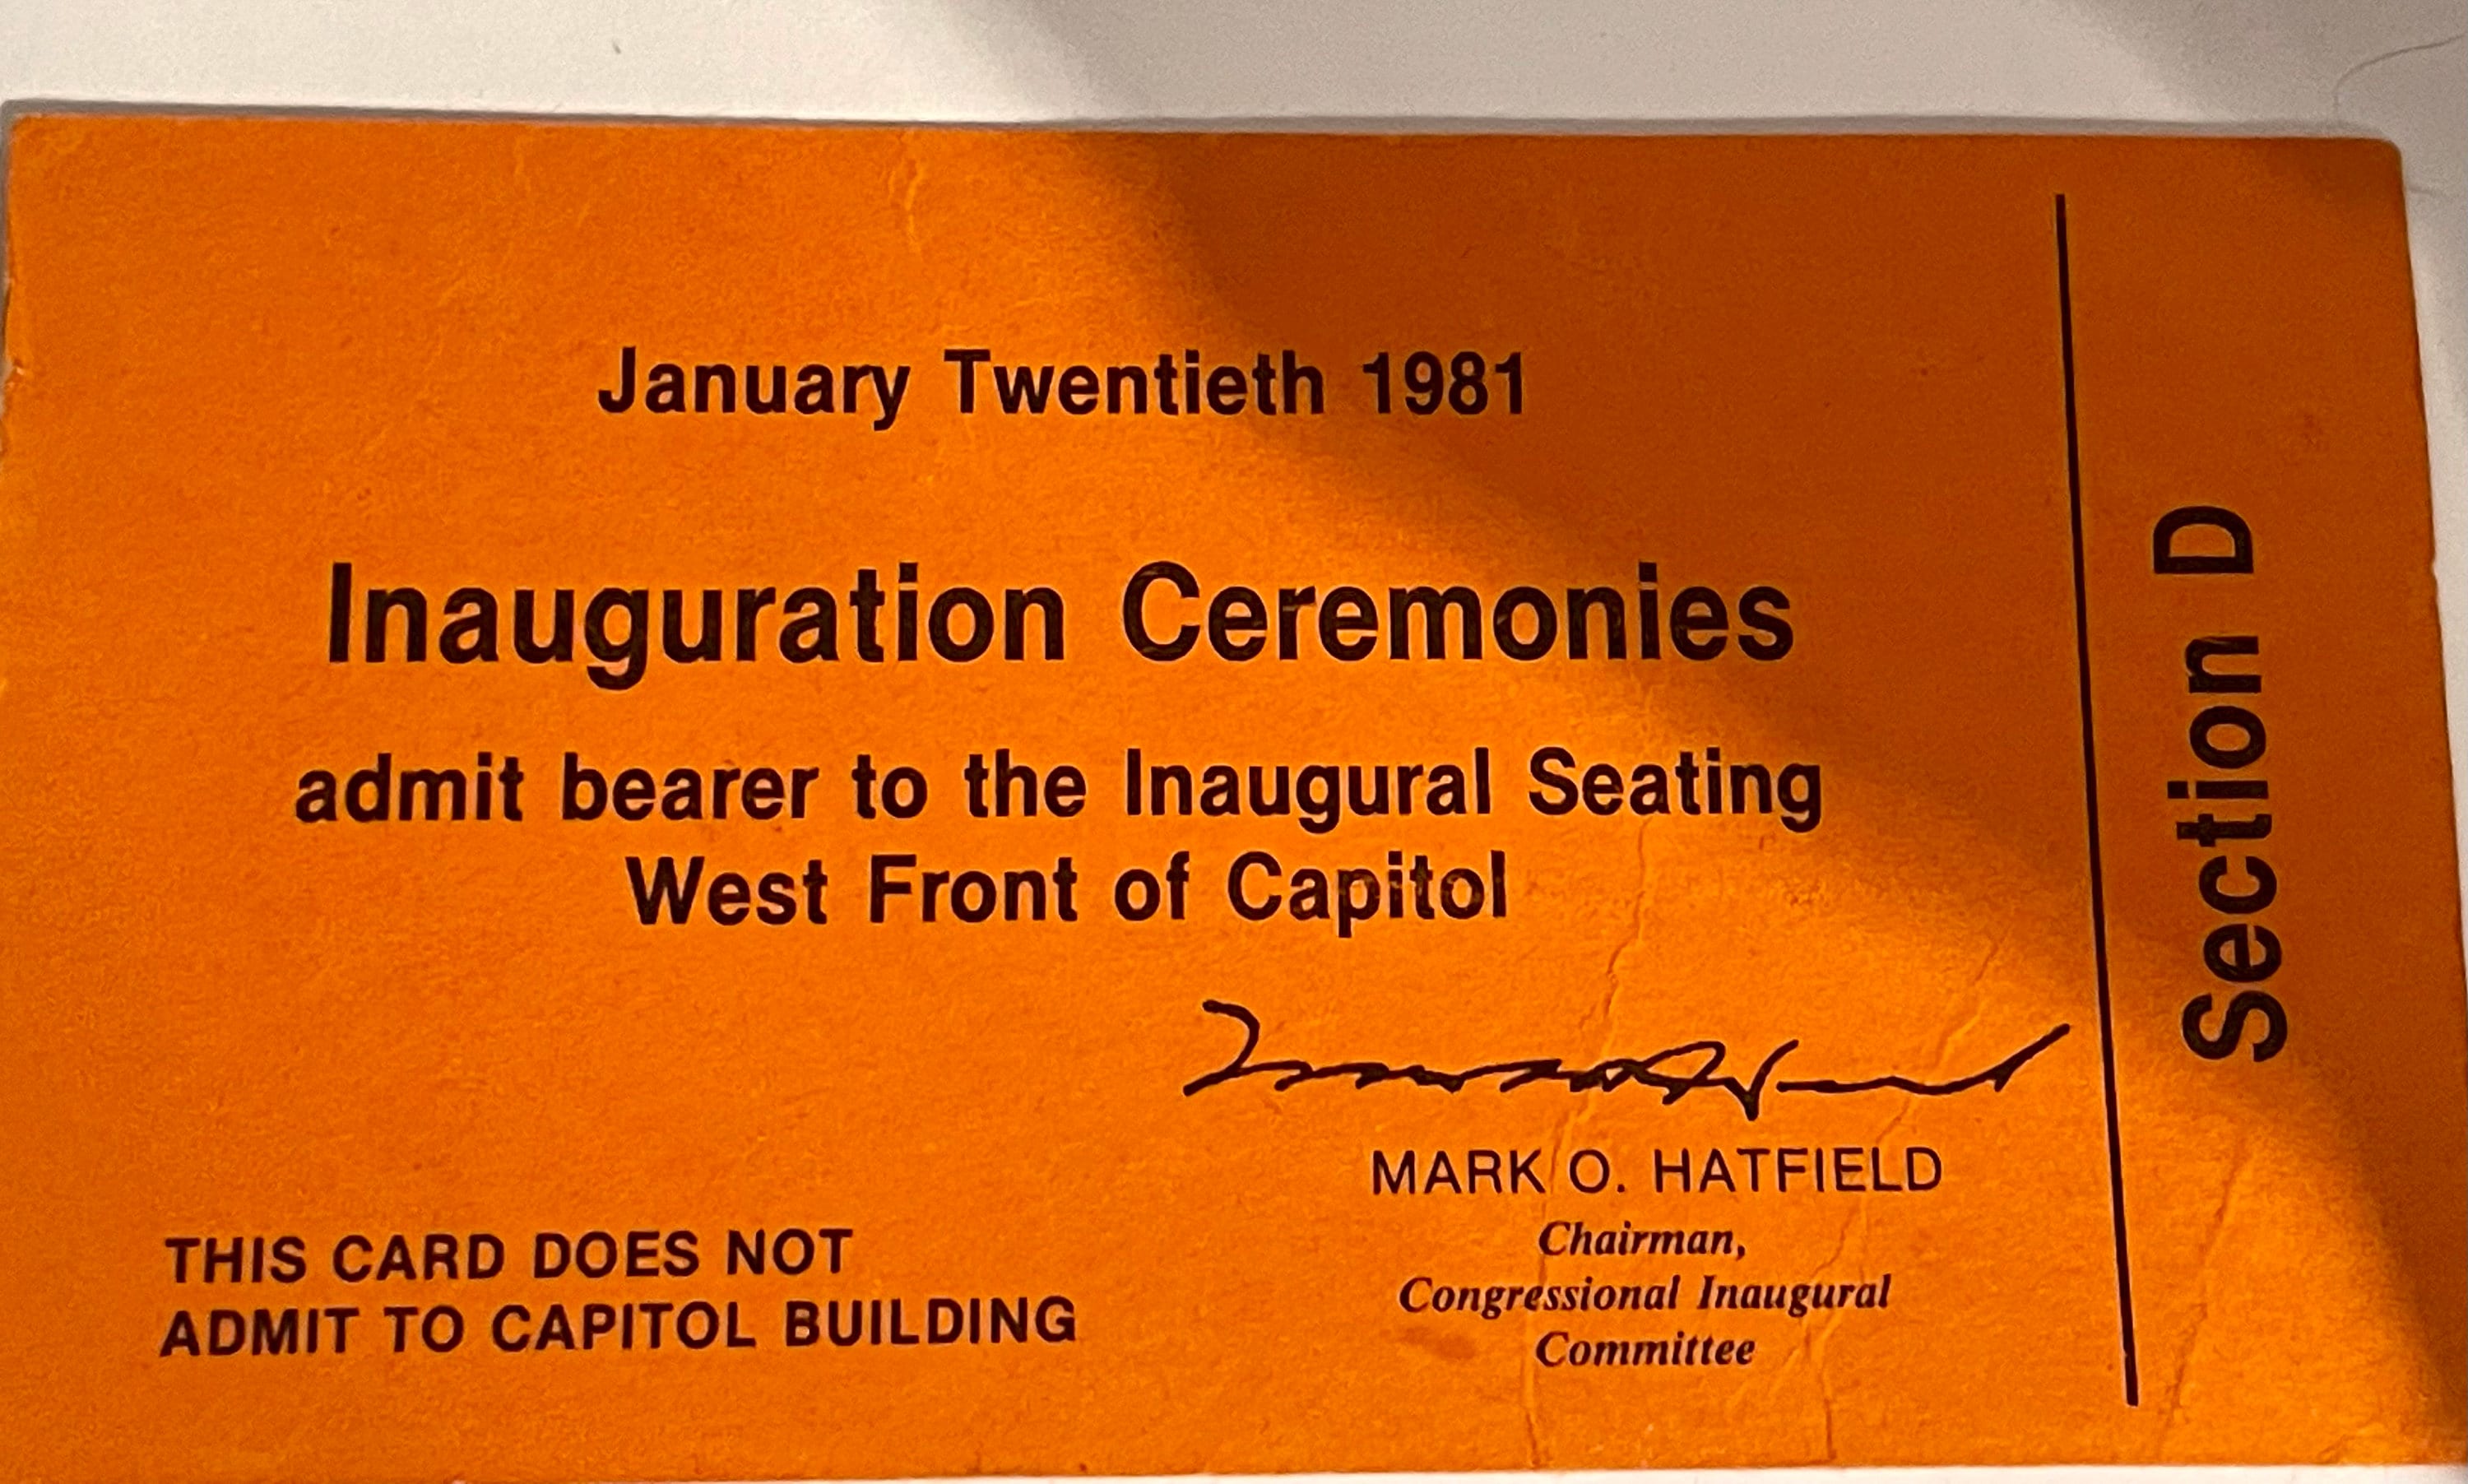 January Twentieth 1981
Inauguration Ceremonies
admit bearer to the Inaugural Seating
West Front of Capitol
MARK O. HATFIELD
Chairman,
Congressional Inaugural
Committee
THIS CARD DOES NOT
ADMIT TO CAPITOL BUILDING
Section D